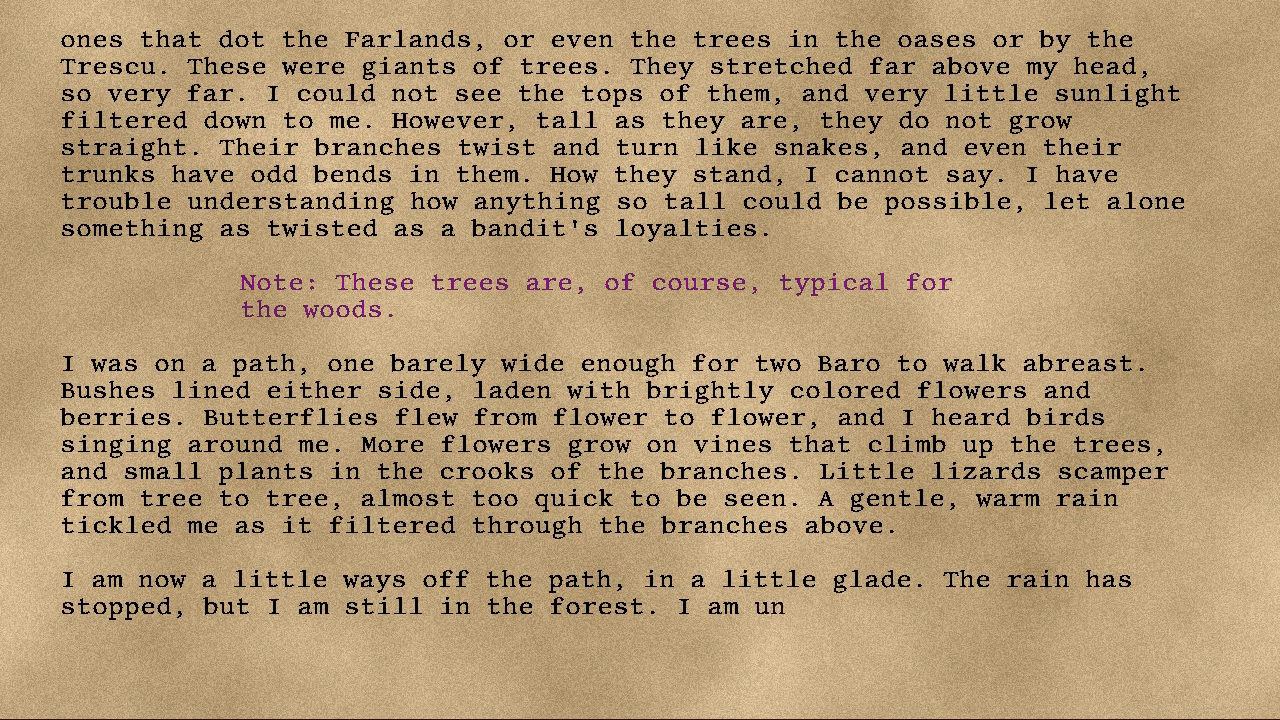 ones that dot the Farlands, or even the trees in the oases or by the
Trescu. These were giants of trees. They stretched far above my head,
so very far. I could not see the tops of them, and very little sunlight
filtered down to me. However, tall as they are, they do not grow
straight. Their branches twist and turn like snakes, and even their
trunks have odd bends in them. How they stand, I cannot say. I have
trouble understanding how anything so tall could be possible, let alone
something as twisted as a bandit's loyalties.
Note: These trees are, of course, typical for
the woods.
I was on a path, one barely wide enough for two Baro to walk abreast.
Bushes lined either side, laden with brightly colored flowers and
berries. Butterflies flew from flower to flower, and I heard birds
singing around me. More flowers grow on vines that climb up the trees,
and small plants in the crooks of the branches. Little lizards scamper
from tree to tree, almost too quick to be seen. A gentle, warm rain
tickled me as it filtered through the branches above.
I am now a little ways off the path, in a little glade. The rain has
stopped, but I am still in the forest. I am un